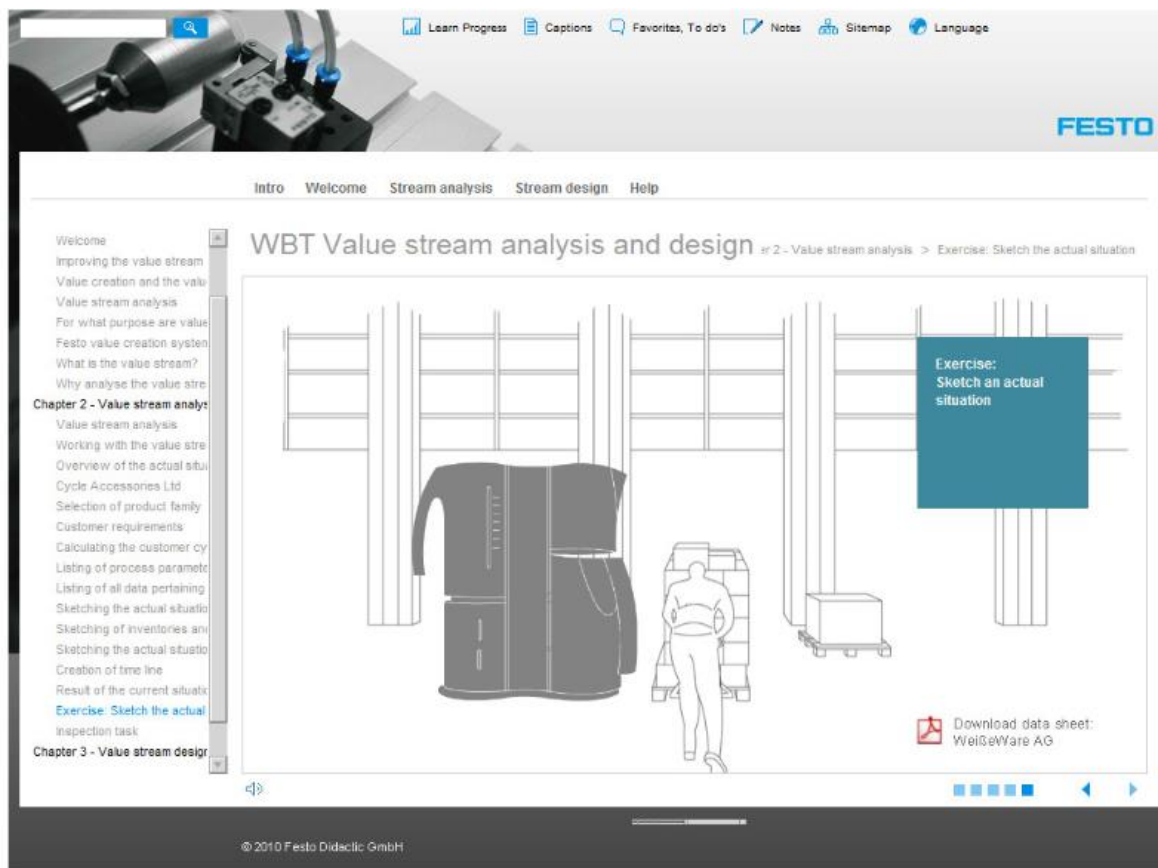 Learn Progress Captions Favorites, To do's Notes Sitemap Language
FESTO
Intro Welcome Stream analysis Stream design Help
WBT Value stream analysis and design er 2 - Value stream analysis > Exercise: Sketch the actual situation
Welcome
Improving the value stream
Value creation and the valu
Value stream analysis
For what purpose are value
Festo value creation system
What is the value stream?
Why analyse the value stre
Chapter 2 - Value stream analys
Value stream analysis
Working with the value stre
Overview of the actual situ
Cycle Accessories Ltd
Selection of product family
Customer requirements
Calculating the customer cy
Listing of process paramete
Listing of all data pertaining
Sketching the actual situatio
Sketching of inventories an
Sketching the actual situatio
Creation of time line
Result of the current situati
Exercise: Sketch the actual
Inspection task
Chapter 3 - Value stream design
Exercise:
Sketch an actual
situation
Download data sheet:
WeißeWare AG
© 2010 Festo Didactic GmbH